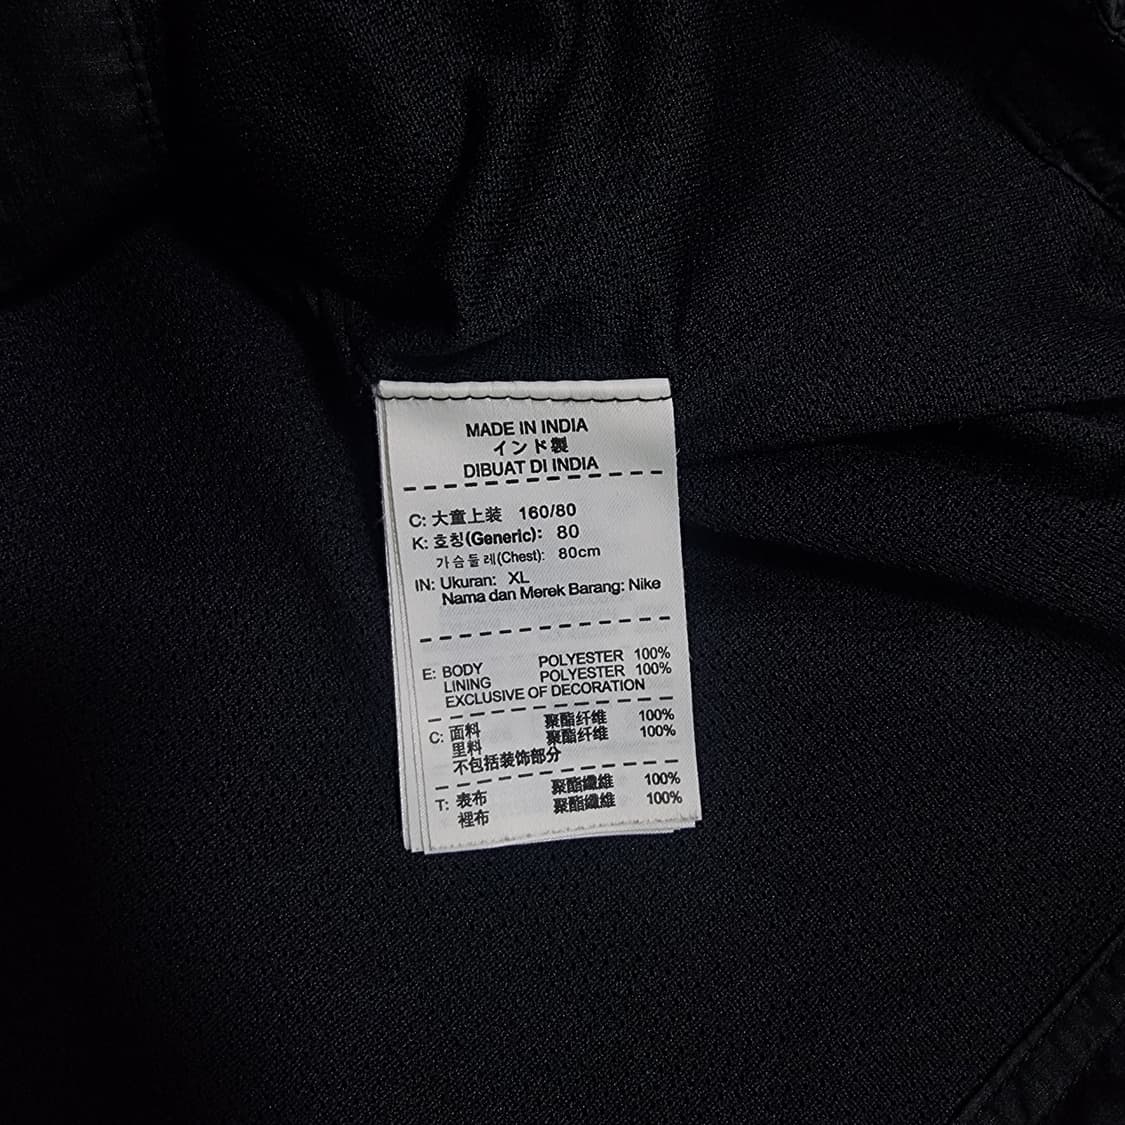 MADE IN INDIA
インド製
DIBUAT DI INDIA
C: 大童上装 160/80
K: 호칭(Generic): 80
가슴둘레(Chest): 80cm
IN: Ukuran: XL
Nama dan Merek Barang: Nike
E: BODY POLYESTER 100%
LINING POLYESTER 100%
EXCLUSIVE OF DECORATION
C: 面料 聚酯纤维 100%
里料 聚酯纤维 100%
不包括装饰部分
T: 表布 聚酯纖維 100%
裡布 聚酯纖維 100%